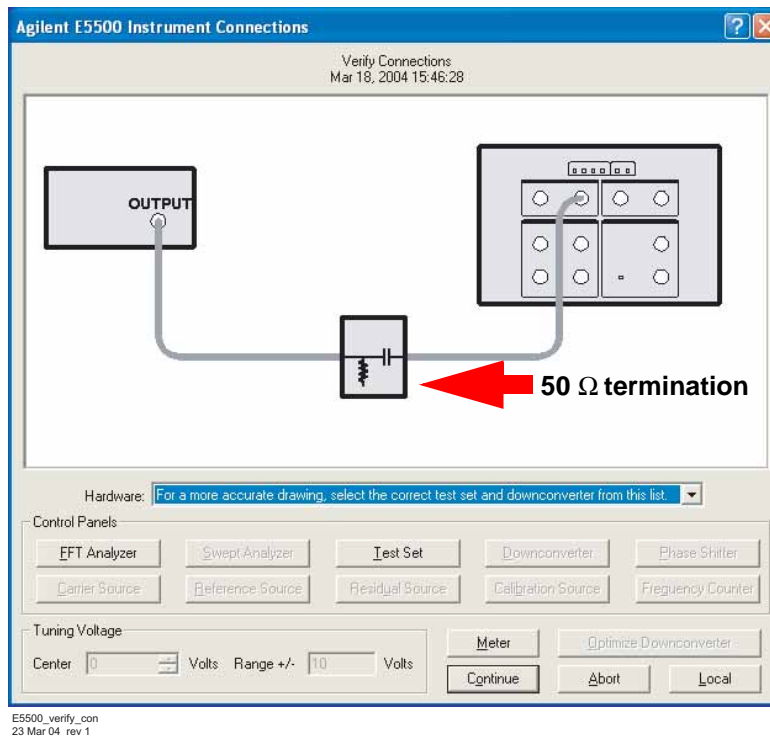 Agilent E5500 Instrument Connections
Verify Connections
Mar 18, 2004 15:46:28
OUTPUT
50 Ω termination
Hardware: For a more accurate drawing, select the correct test set and downconverter from this list.
Control Panels
FFT Analyzer Swept Analyzer Test Set Downconverter Phase Shifter
Carrier Source Reference Source Residual Source Calibration Source Frequency Counter
Tuning Voltage
Center 0 Volts Range +/- 10 Volts
Meter Optimize Downconverter
Continue Abort Local
E5500_verify_con
23 Mar 04 rev 1